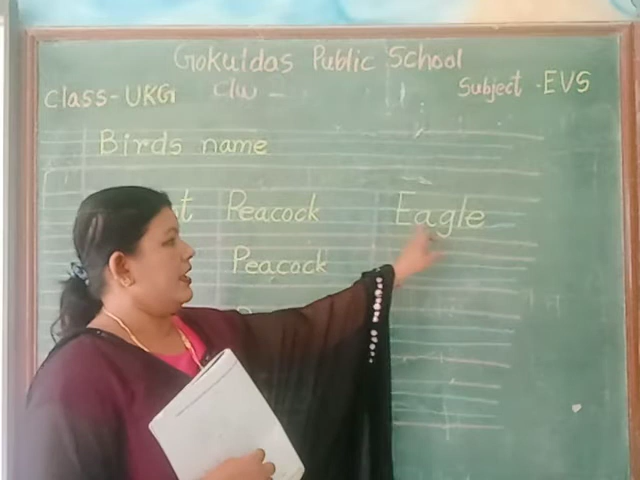 Gokuldas Public School
Class-UKG c/w - Subject - EVS
Birds name
Peacock Eagle
Peacock